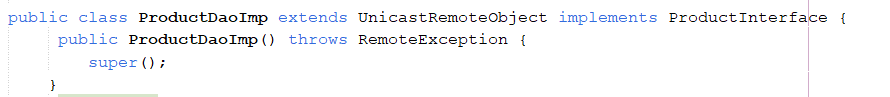 public class ProductDaoImp extends UnicastRemoteObject implements ProductInterface {
public ProductDaoImp() throws RemoteException {
super();
}